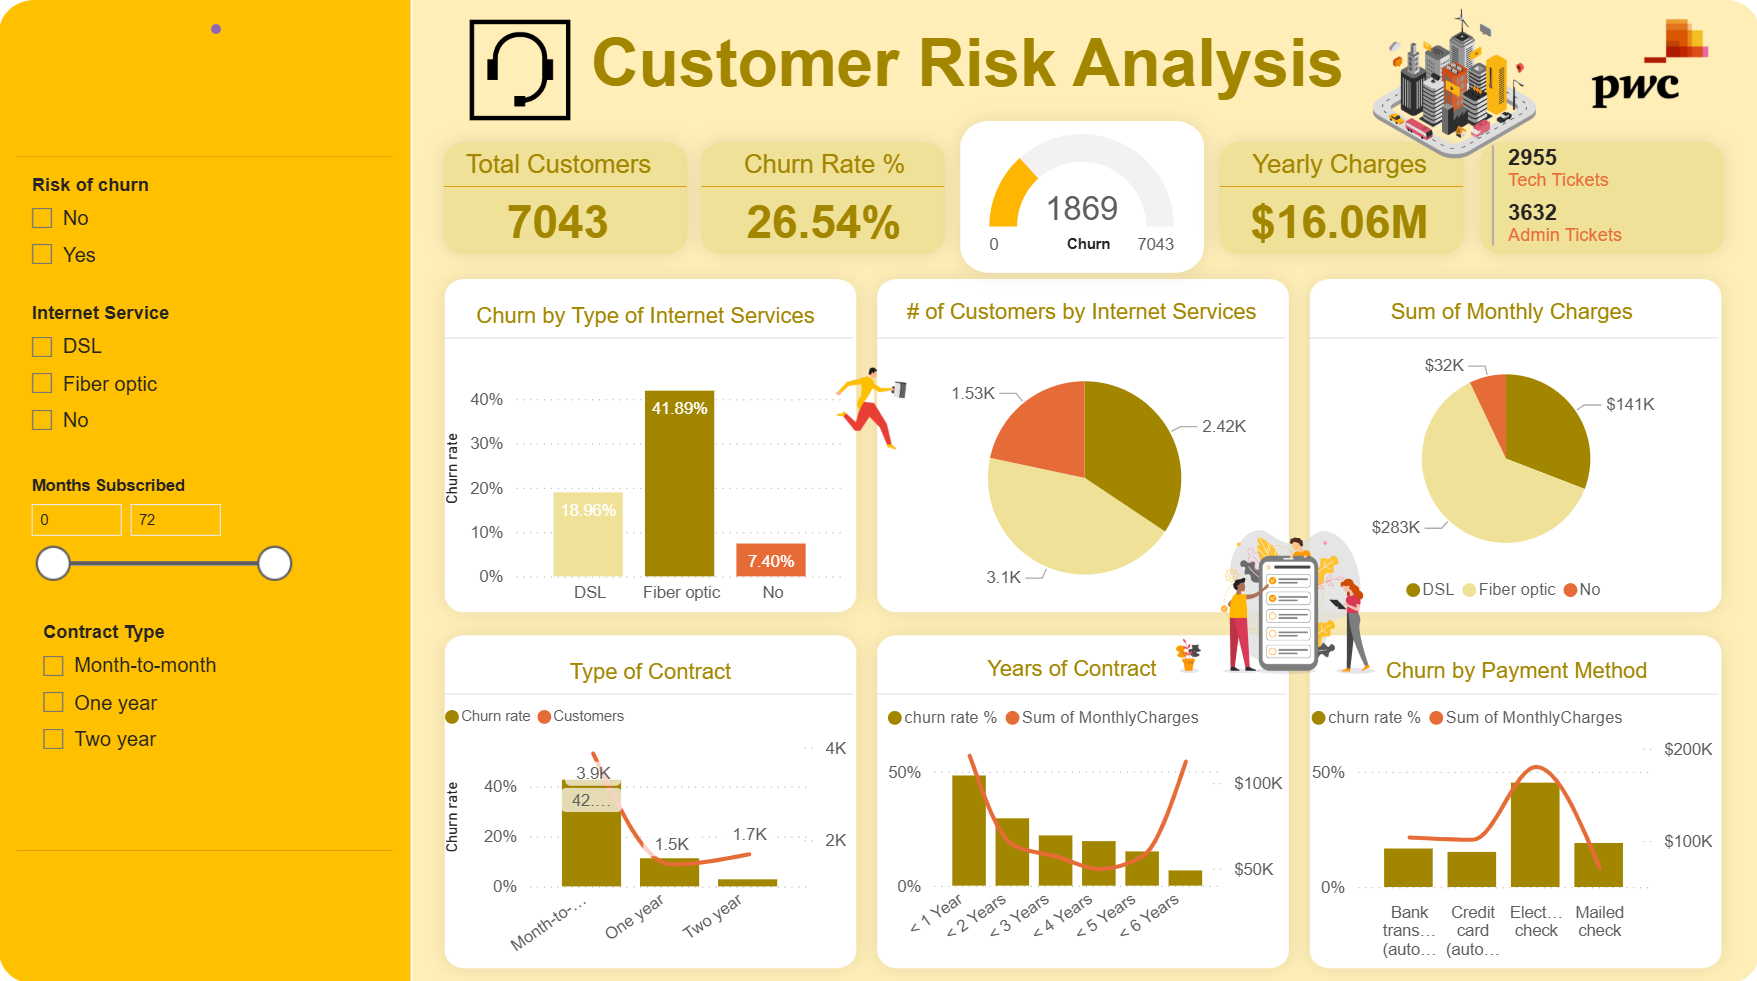 Customer Risk Analysis
pwc
Risk of churn
No
Yes
Internet Service
DSL
Fiber optic
No
Months Subscribed
0
72
Contract Type
Month-to-month
One year
Two year
Total Customers
7043
Churn Rate %
26.54%
1869
0
Churn
7043
Yearly Charges
$16.06M
2955
Tech Tickets
3632
Admin Tickets
Churn by Type of Internet Services
Churn rate
40%
30%
20%
10%
0%
41.89%
18.96%
7.40%
DSL
Fiber optic
No
# of Customers by Internet Services
1.53K
2.42K
3.1K
Sum of Monthly Charges
$32K
$141K
$283K
DSL
Fiber optic
No
Type of Contract
Churn rate
Customers
Churn rate
40%
20%
0%
4K
2K
3.9K
42....
1.5K
1.7K
Month-to-...
One year
Two year
Years of Contract
churn rate %
Sum of MonthlyCharges
50%
0%
$100K
$50K
< 1 Year
< 2 Years
< 3 Years
< 4 Years
< 5 Years
< 6 Years
Churn by Payment Method
churn rate %
Sum of MonthlyCharges
50%
0%
$200K
$100K
Bank
trans...
(auto...
Credit
card
(auto...
Elect...
check
Mailed
check